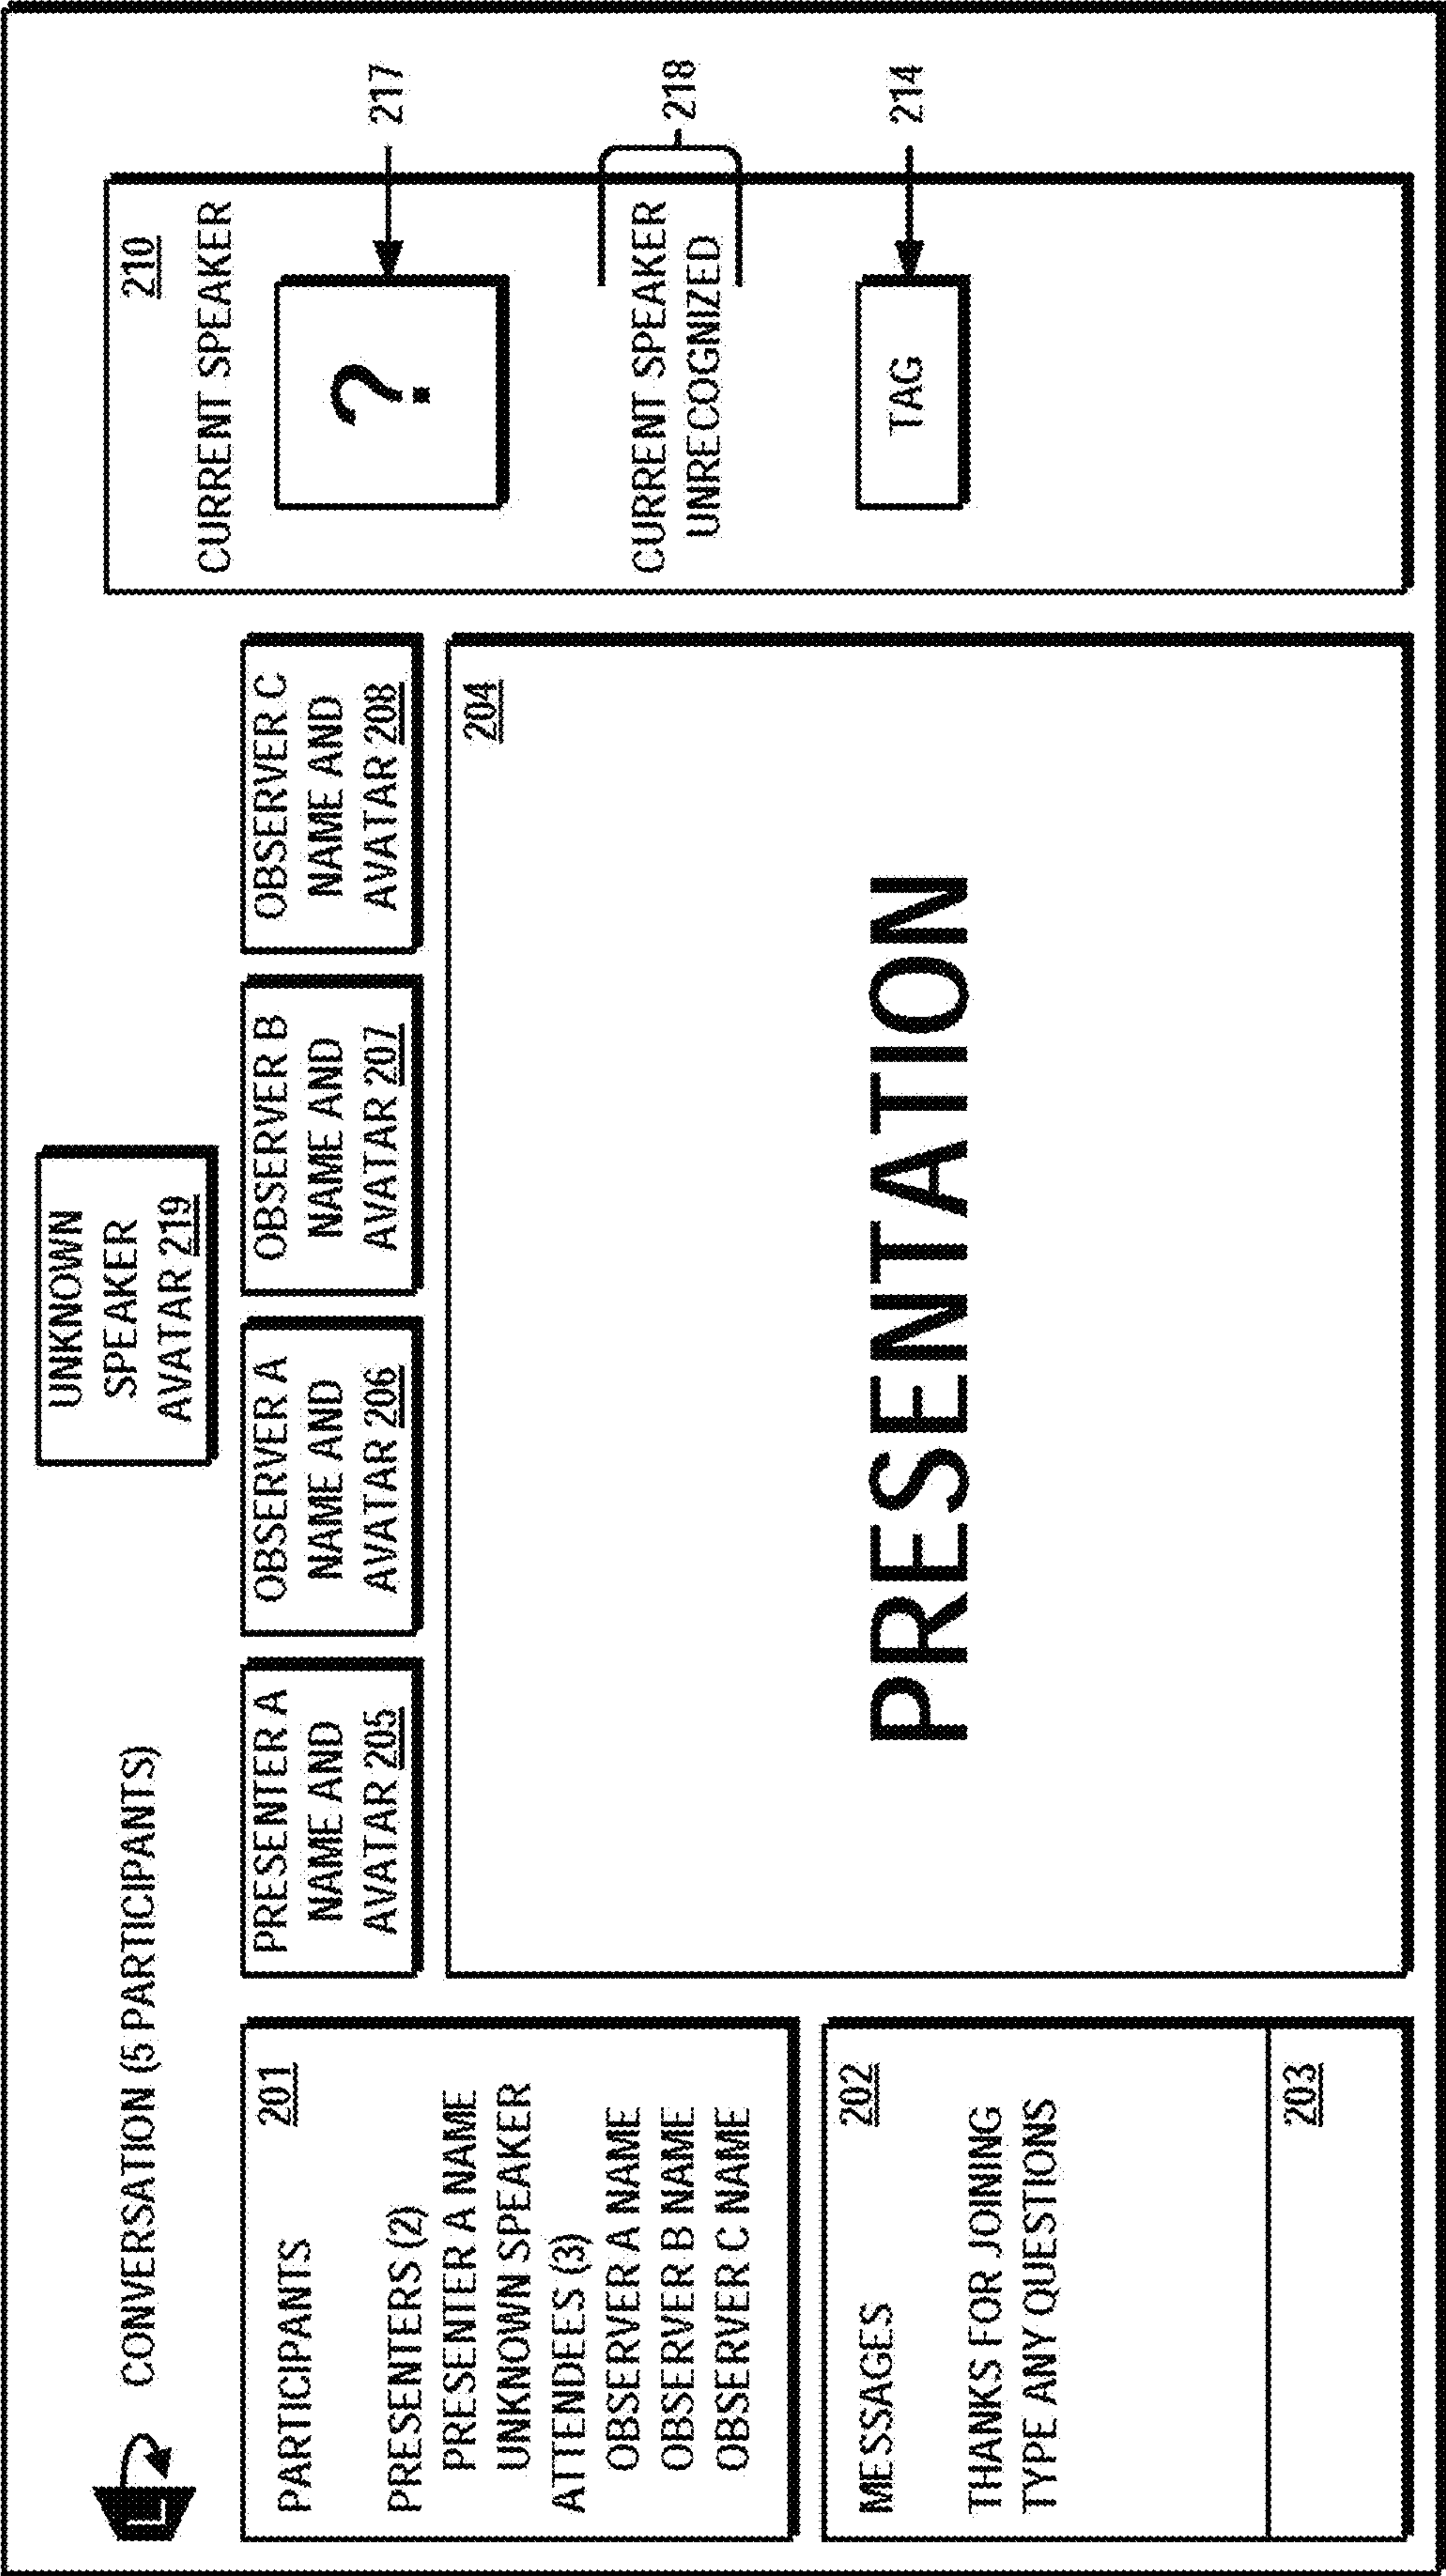 CONVERSATION (5 PARTICIPANTS)
UNKNOWN
SPEAKER
AVATAR 219
201
PARTICIPANTS
PRESENTERS (2)
PRESENTER A NAME
UNKNOWN SPEAKER
ATTENDEES (3)
OBSERVER A NAME
OBSERVER B NAME
OBSERVER C NAME
202
MESSAGES
THANKS FOR JOINING
TYPE ANY QUESTIONS
203
PRESENTER A
NAME AND
AVATAR 205
OBSERVER A
NAME AND
AVATAR 206
OBSERVER B
NAME AND
AVATAR 207
OBSERVER C
NAME AND
AVATAR 208
204
PRESENTATION
210
CURRENT SPEAKER
?
217
CURRENT SPEAKER
UNRECOGNIZED
218
TAG
214